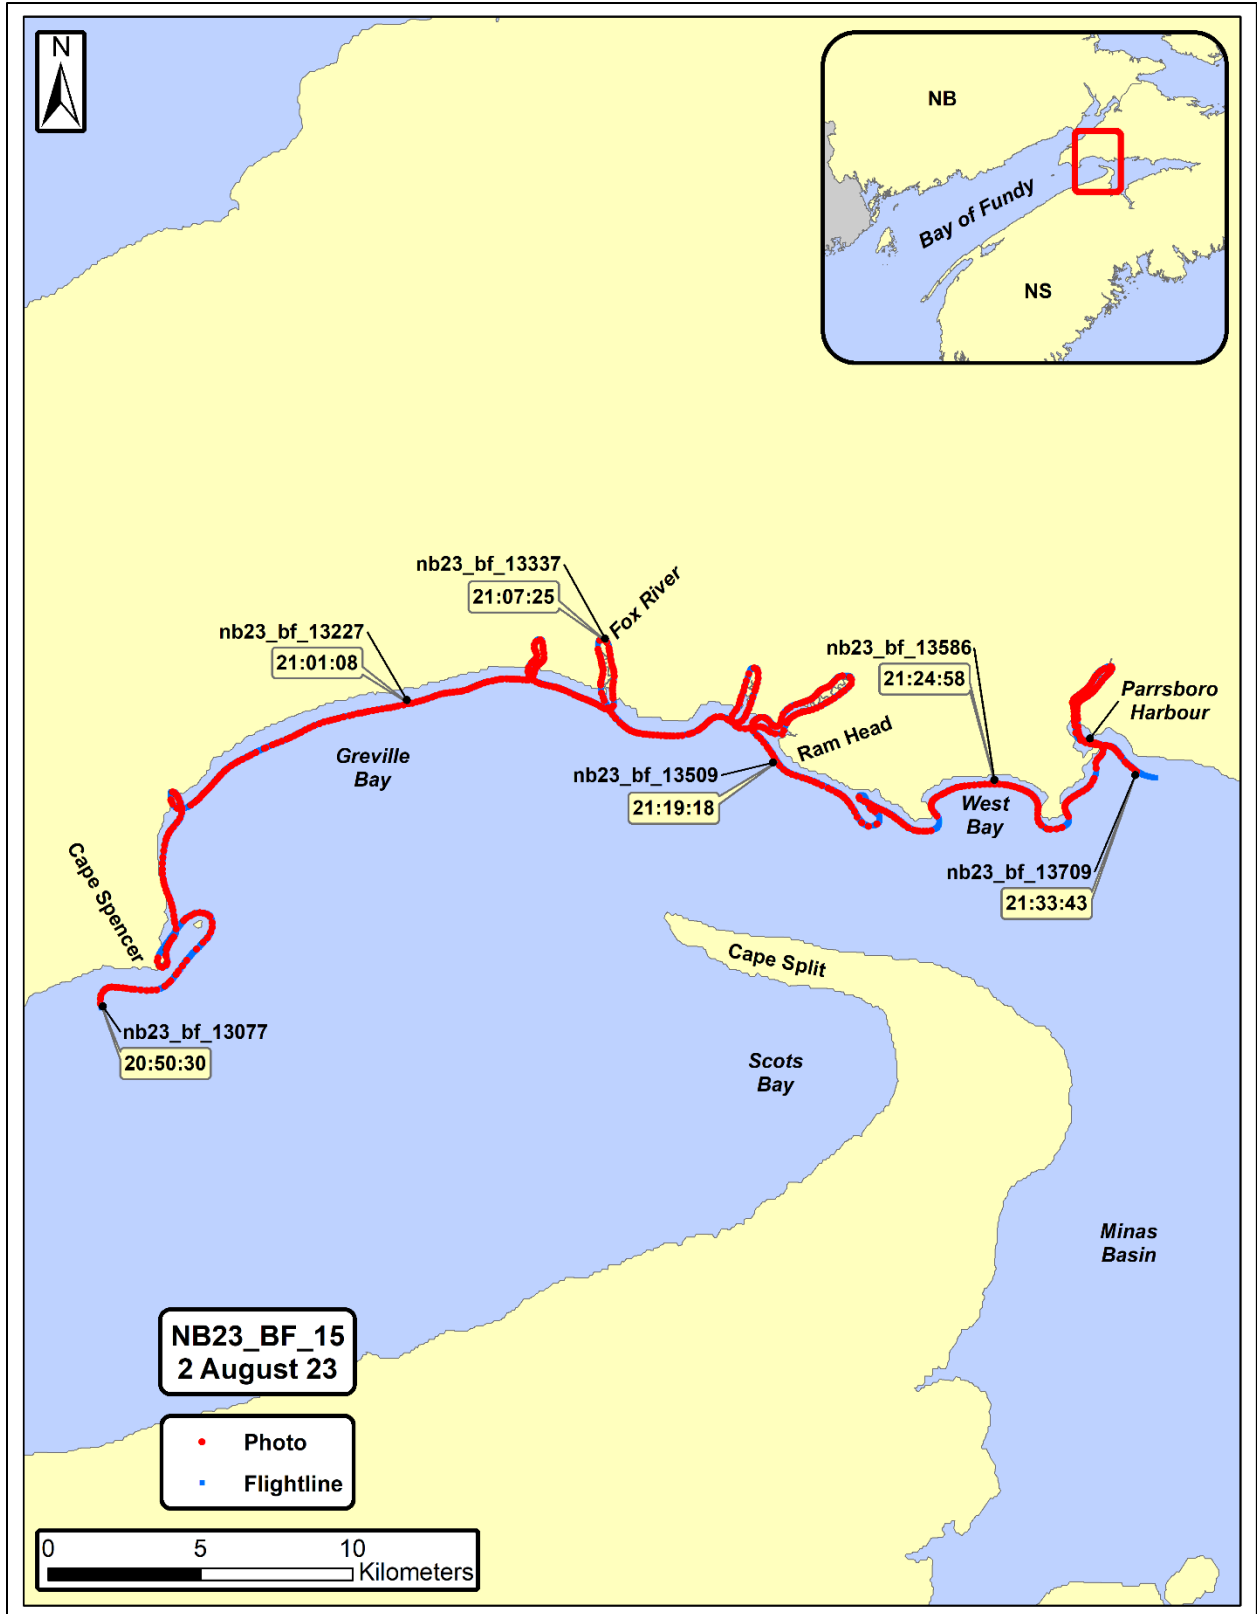 N
NB
Bay of Fundy
NS
nb23_bf_13337
21:07:25
Fox River
nb23_bf_13227
21:01:08
nb23_bf_13586
21:24:58
Parrsboro
Harbour
Ram Head
Greville
Bay
nb23_bf_13509
21:19:18
West
Bay
Cape Spencer
nb23_bf_13709
21:33:43
Cape Split
nb23_bf_13077
20:50:30
Scots
Bay
Minas
Basin
NB23_BF_15
2 August 23
Photo
Flightline
0 5 10
Kilometers